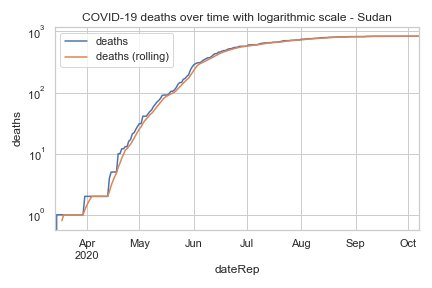 COVID-19 deaths over time with logarithmic scale - Sudan
deaths
deaths (rolling)
10³
10²
10¹
10⁰
deaths
Apr May Jun Jul Aug Sep Oct
2020
dateRep